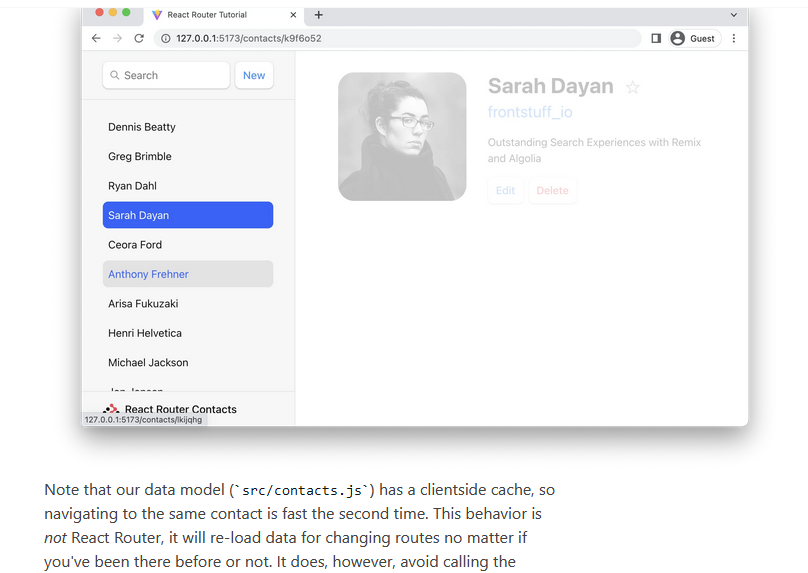 React Router Tutorial
127.0.0.1:5173/contacts/k9f6o52
Guest
Search
New
Dennis Beatty
Greg Brimble
Ryan Dahl
Sarah Dayan
Ceora Ford
Anthony Frehner
Arisa Fukuzaki
Henri Helvetica
Michael Jackson
React Router Contacts
127.0.0.1:5173/contacts/lkijqhg
Sarah Dayan
frontstuff_io
Outstanding Search Experiences with Remix
and Algolia
Edit
Delete
Note that our data model (`src/contacts.js`) has a clientside cache, so
navigating to the same contact is fast the second time. This behavior is
not React Router, it will re-load data for changing routes no matter if
you've been there before or not. It does, however, avoid calling the